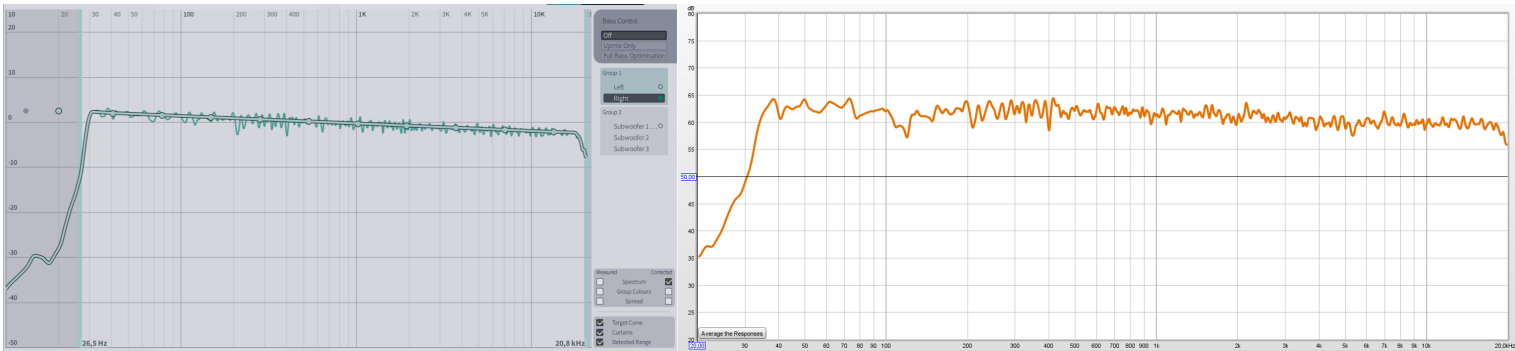 10 20 30 40 50 100 200 300 400 1K 2K 3K 4K 5K 10K
20
10
0
-10
-20
-30
-40
-50
26,5 Hz 20,8 kHz
Bass Control
Off
Upmix Only
Full Bass Optimisation
Group 1
Left
Right
Group 2
Subwoofer 1 ...
Subwoofer 2
Subwoofer 3
Measured Corrected
Spectrum
Group Colours
Spread
Target Curve
Curtains
Detected Range
dB
80
75
70
65
60
55
50,00
45
40
35
30
25
20
Average the Responses
20,00 30 40 50 60 70 80 90 100 200 300 400 500 600 700 800 900 1k 2k 3k 4k 5k 6k 7k 8k 9k 10k 20,0kHz